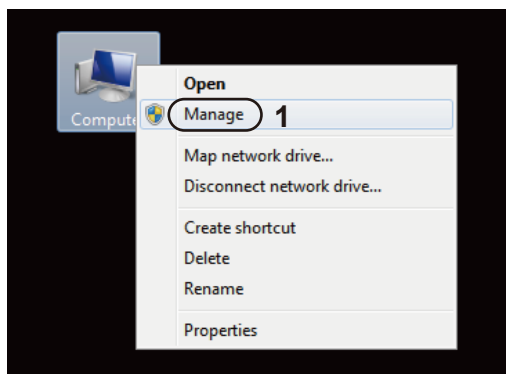 Open
Compute
Manage 1
Map network drive...
Disconnect network drive...
Create shortcut
Delete
Rename
Properties